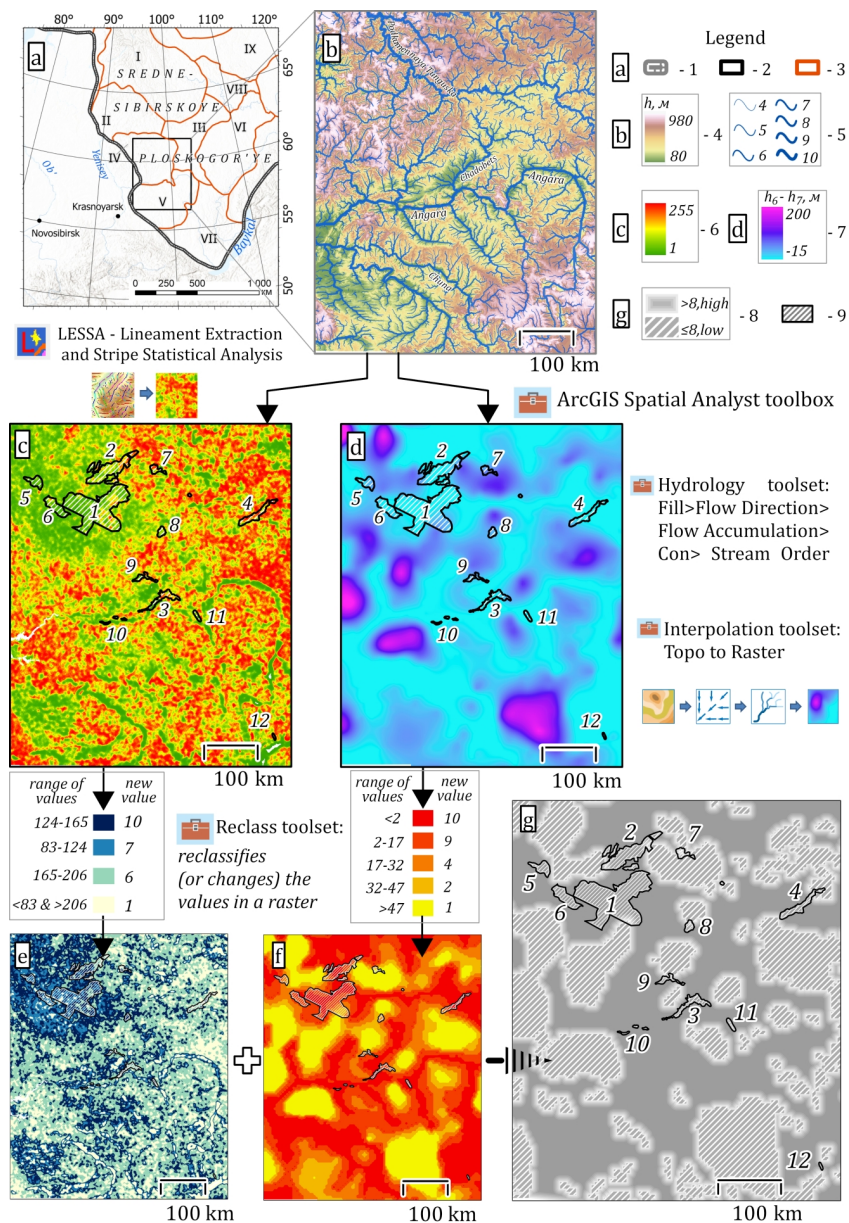 80° 90° 100° 110° 120°
a
I
IX
65°
SREDNE-
VIII
SIBIRSKOYE
II
III
VI
60°
IV
PLOSKOGOR'YE
Ob'
Yenisey
Krasnoyarsk
V
55°
Novosibirsk
VII
Baykal
0 250 500 1 000
КМ
50°
b
Chadobets
Angara
Angara
Chuna
100 km
Legend
a
- 1
- 2
- 3
b
h, м
980
80
- 4
4
5
6
7
8
9
10
- 5
c
255
1
- 6
d
h6- h7, м
200
-15
- 7
g
>8,high
≤8,low
- 8
- 9
LESSA - Lineament Extraction
and Stripe Statistical Analysis
ArcGIS Spatial Analyst toolbox
c
2
7
5
6
1
4
8
9
3
11
10
12
100 km
d
2
7
5
6
1
4
8
9
3
11
10
12
100 km
Hydrology toolset:
Fill>Flow Direction>
Flow Accumulation>
Con> Stream Order
Interpolation toolset:
Topo to Raster
range of values
new value
124-165 10
83-124 7
165-206 6
<83 & >206 1
Reclass toolset:
reclassifies
(or changes) the
values in a raster
range of values
new value
<2 10
2-17 9
17-32 4
32-47 2
>47 1
e
100 km
f
100 km
g
2
7
5
6
1
4
8
9
3
11
10
12
100 km